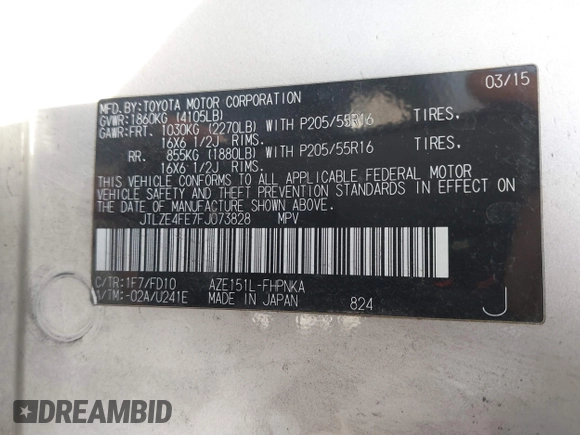 MFD.BY:TOYOTA MOTOR CORPORATION 03/15
GVWR:1860KG (4105LB)
GAWR:FRT. 1030KG (2270LB) WITH P205/55R16 TIRES.
16X6 1/2J RIMS.
RR. 855KG (1880LB) WITH P205/55R16 TIRES.
16X6 1/2J RIMS.
THIS VEHICLE CONFORMS TO ALL APPLICABLE FEDERAL MOTOR
VEHICLE SAFETY AND THEFT PREVENTION STANDARDS IN EFFECT ON
THE DATE OF MANUFACTURE SHOWN ABOVE.
JTLZE4FE7FJ073828 MPV
C/TR:1F7/FD10 AZE151L-FHPNKA
A/TM:-02A/U241E MADE IN JAPAN 824 J
DREAMBID